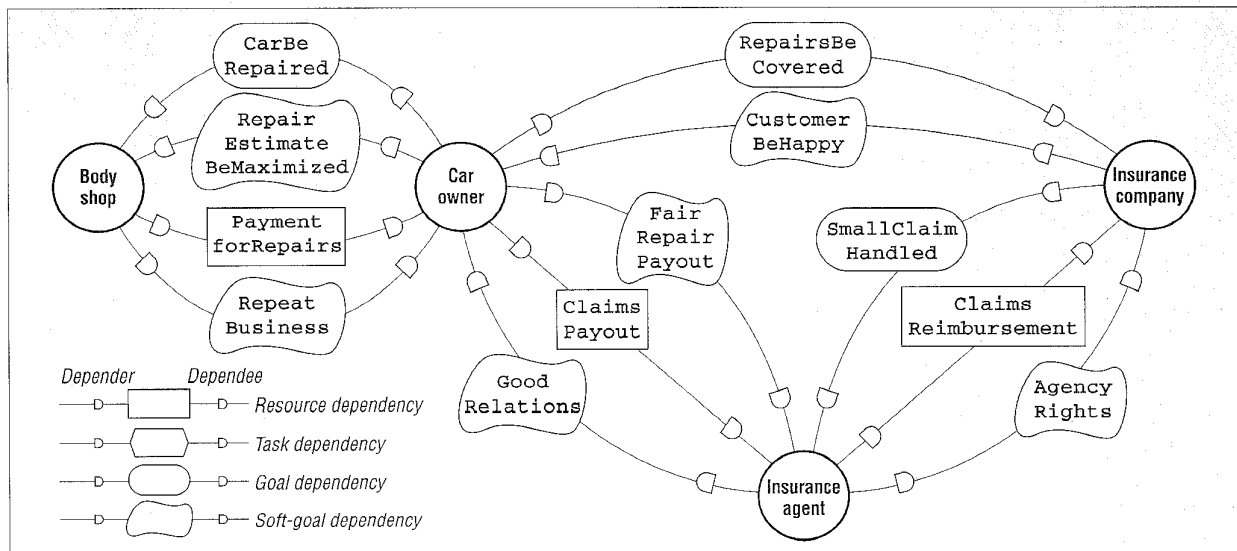 CarBe
Repaired
RepairsBe
Covered
Repair
Estimate
BeMaximized
Customer
BeHappy
Body
shop
Car
owner
Insurance
company
Payment
forRepairs
Fair
Repair
Payout
SmallClaim
Handled
Repeat
Business
Claims
Payout
Claims
Reimbursement
Good
Relations
Agency
Rights
Insurance
agent
Depender Dependee
Resource dependency
Task dependency
Goal dependency
Soft-goal dependency